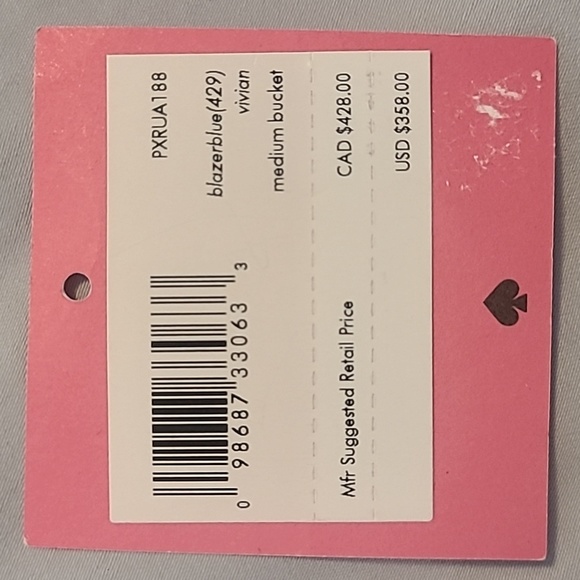 PXRUA188
blazerblue(429)
vivian
medium bucket
0 98687 33063 3
Mfr Suggested Retail Price CAD $428.00
USD $358.00